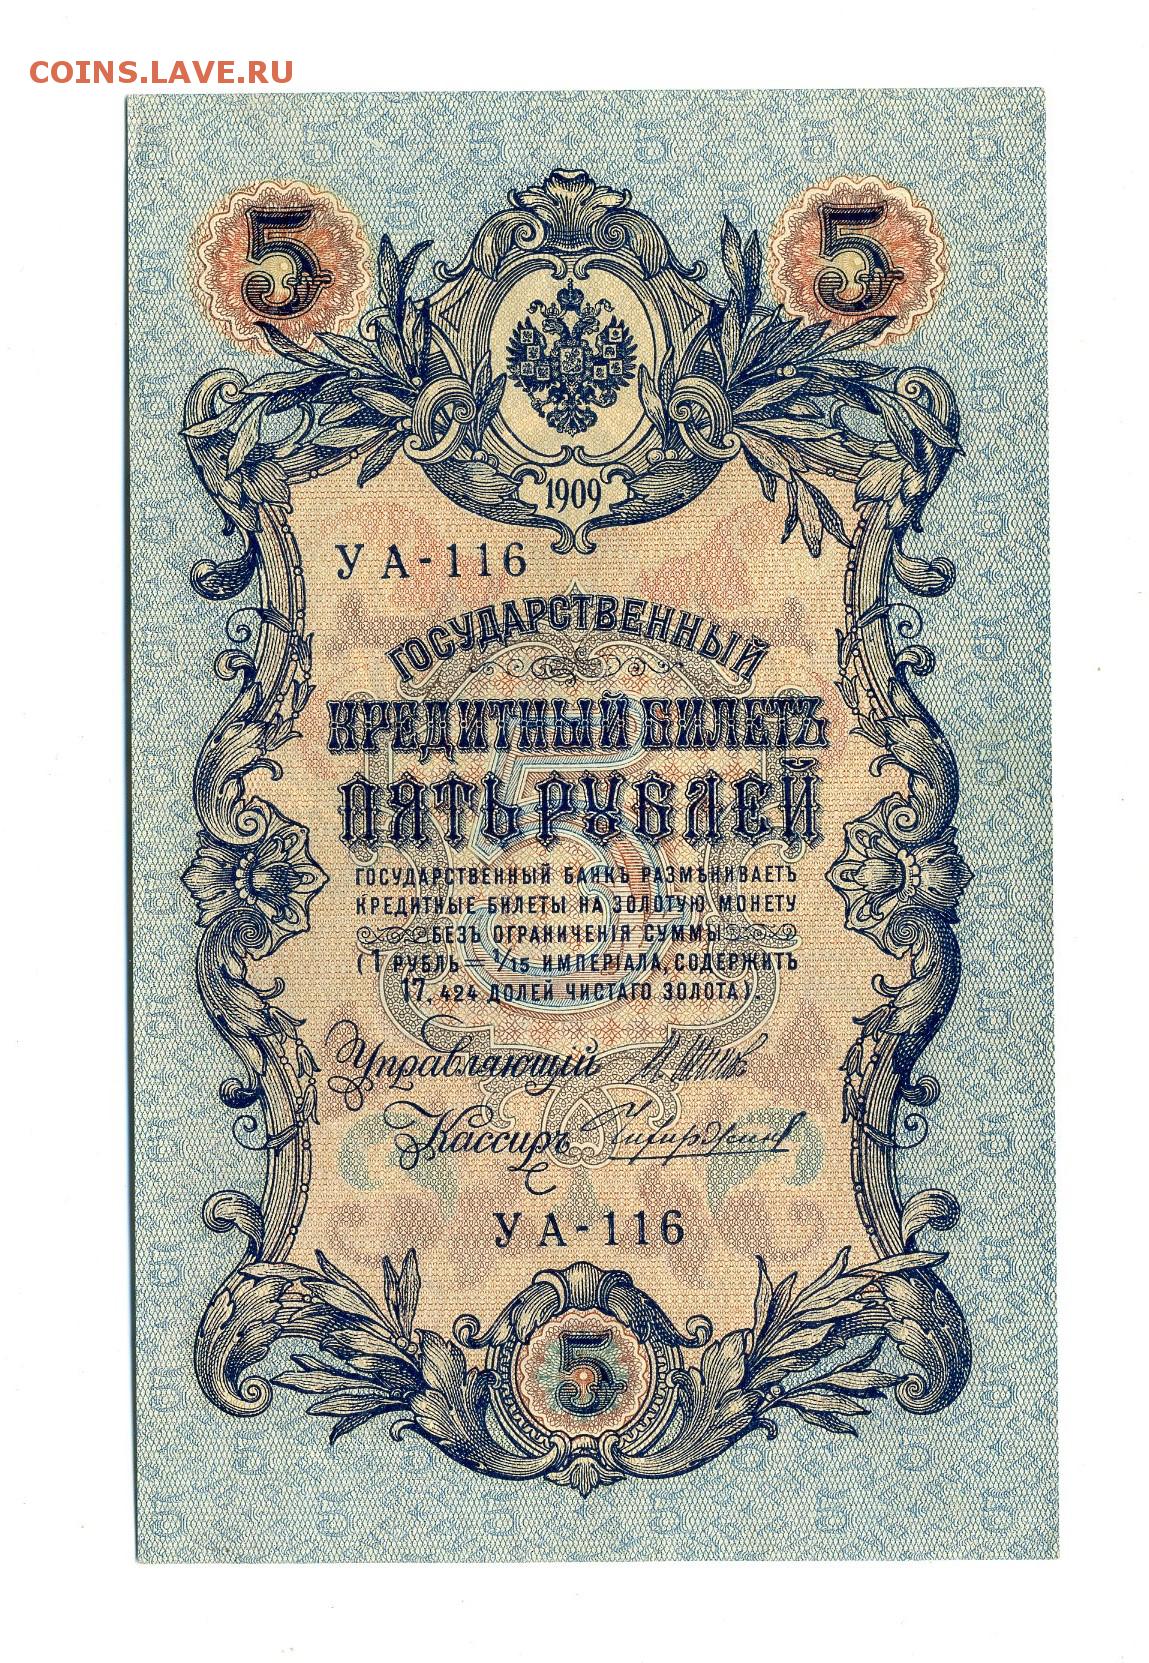 COINS.LAVE.RU
5 5
1909
УА-116
ГОСУДАРСТВЕННЫЙ
КРЕДИТНЫЙ БИЛЕТЪ
ПЯТЬ РУБЛЕЙ
ГОСУДАРСТВЕННЫЙ БАНКЪ РАЗМѢНИВАЕТЪ
КРЕДИТНЫЕ БИЛЕТЫ НА ЗОЛОТУЮ МОНЕТУ
БЕЗЪ ОГРАНИЧЕНІЯ СУММЫ
(1 РУБЛЬ — 1/15 ИМПЕРІАЛА, СОДЕРЖИТЪ
17,424 ДОЛЕЙ ЧИСТАГО ЗОЛОТА).
Управляющій
Кассиръ
УА-116
5